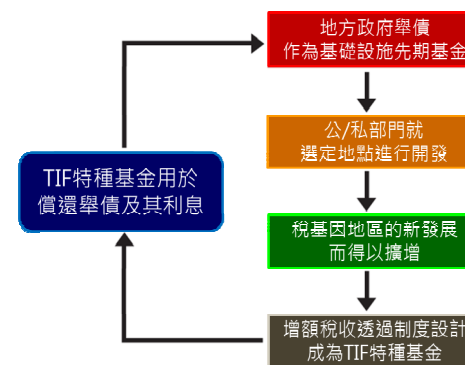 地方政府舉債
作為基礎設施先期基金
公/私部門就
選定地點進行開發
TIF特種基金用於
償還舉債及其利息
稅基因地區的新發展
而得以擴增
增額稅收透過制度設計
成為TIF特種基金